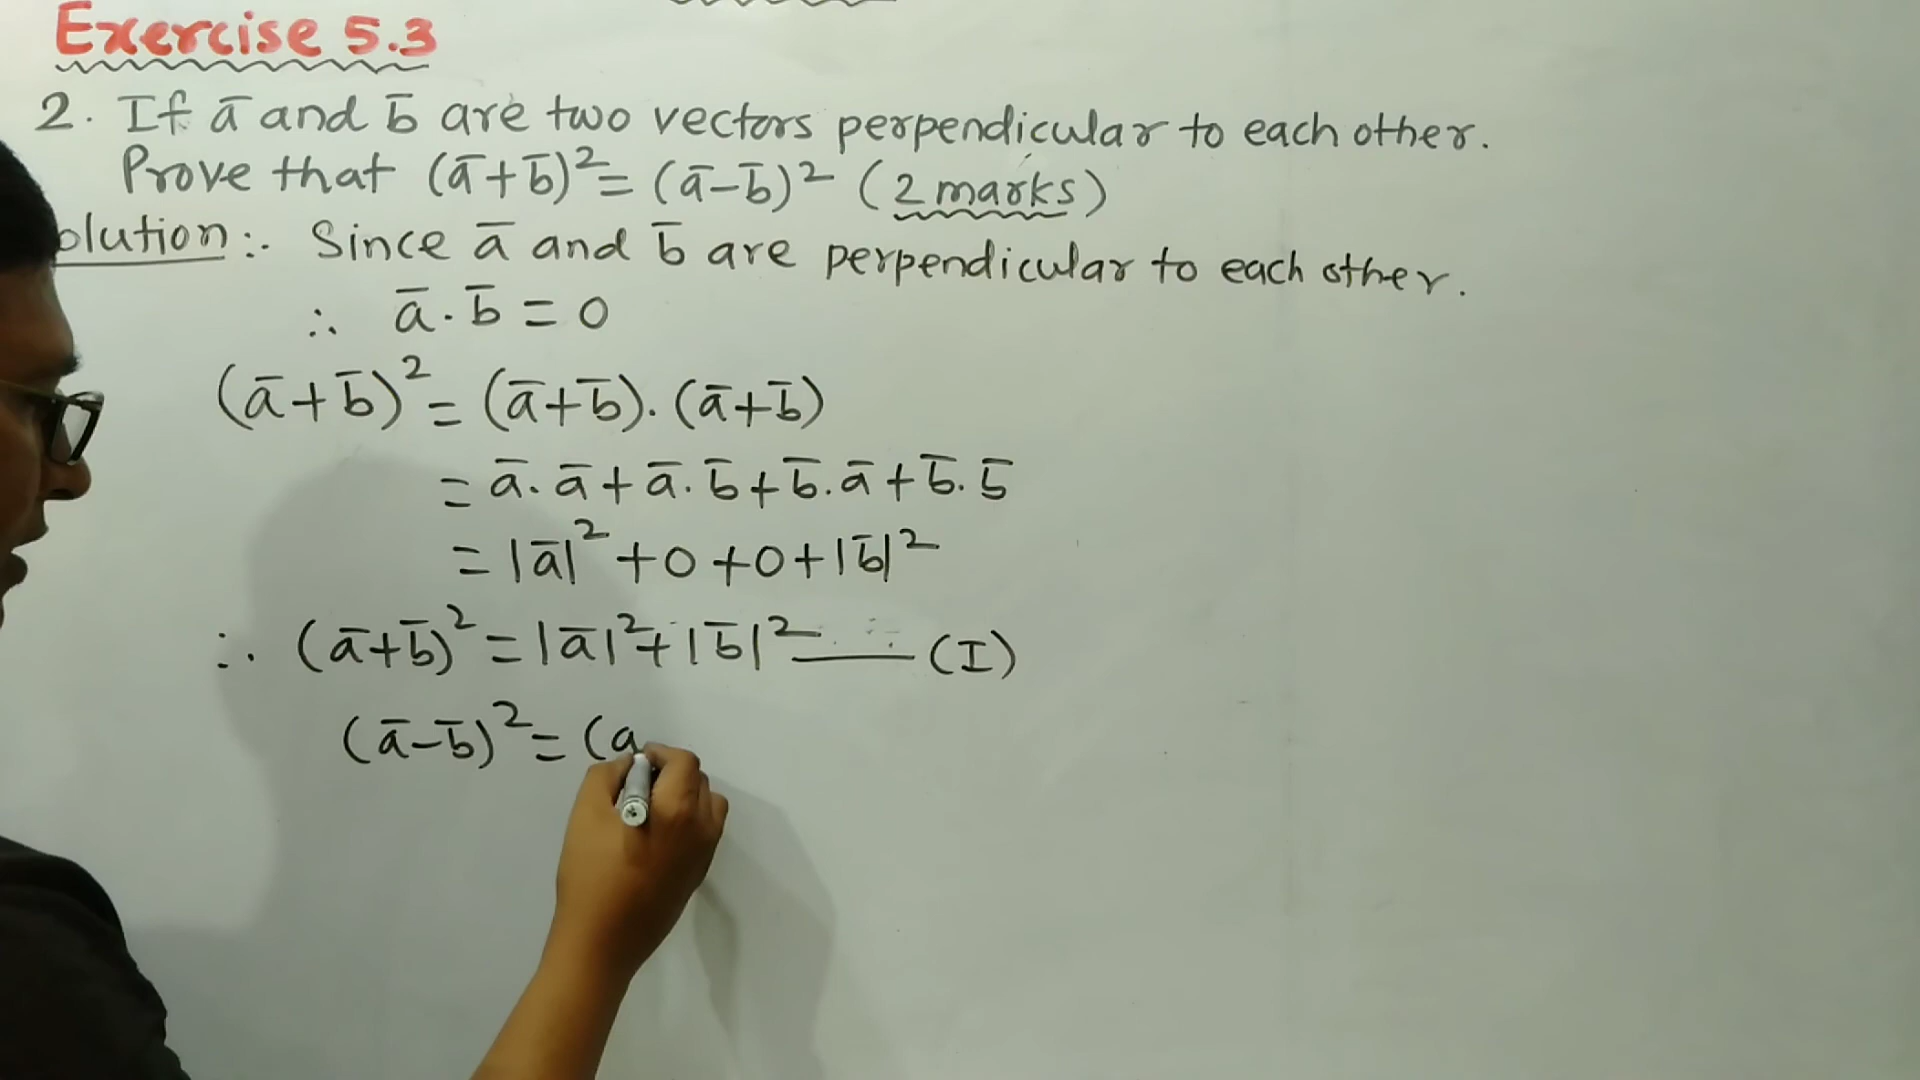 Exercise 5.3
2. If a̅ and b̅ are two vectors perpendicular to each other.
Prove that (a̅+b̅)²=(a̅-b̅)² (2 marks)
olution:. Since a̅ and b̅ are perpendicular to each other.
∴ a̅.b̅=0
(a̅+b̅)²=(a̅+b̅).(a̅+b̅)
=a̅.a̅+a̅.b̅+b̅.a̅+b̅.b̅
=|a̅|²+0+0+|b̅|²
∴ (a̅+b̅)²=|a̅|²+|b̅|² —— (I)
(a̅-b̅)²=(a